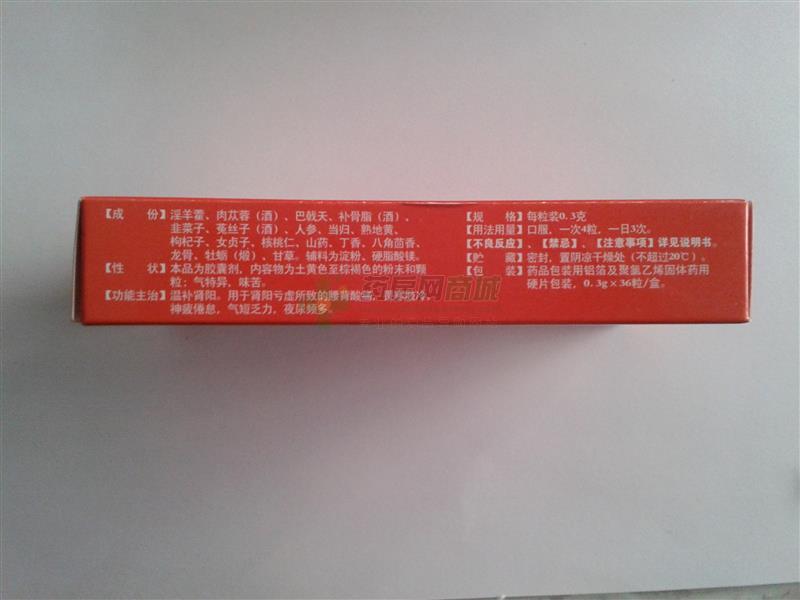 【成 份】淫羊藿、肉苁蓉（酒）、巴戟天、补骨脂（酒）、
韭菜子、菟丝子（酒）、人参、当归、熟地黄、
枸杞子、女贞子、核桃仁、山药、丁香、八角茴香、
龙骨、牡蛎（煅）、甘草。辅料为淀粉、硬脂酸镁。
【性 状】本品为胶囊剂，内容物为土黄色至棕褐色的粉末和颗
粒；气特异，味苦。
【功能主治】温补肾阳。用于肾阳亏虚所致的腰背酸痛，畏寒肢冷，
神疲倦怠，气短乏力，夜尿频多。
【规 格】每粒装0.3克
【用法用量】口服，一次4粒，一日3次。
【不良反应】、【禁忌】、【注意事项】详见说明书。
【贮 藏】密封，置阴凉干燥处（不超过20℃）。
【包 装】药品包装用铝箔及聚氯乙烯固体药用
硬片包装，0.3g×36粒/盒。
药房网商城